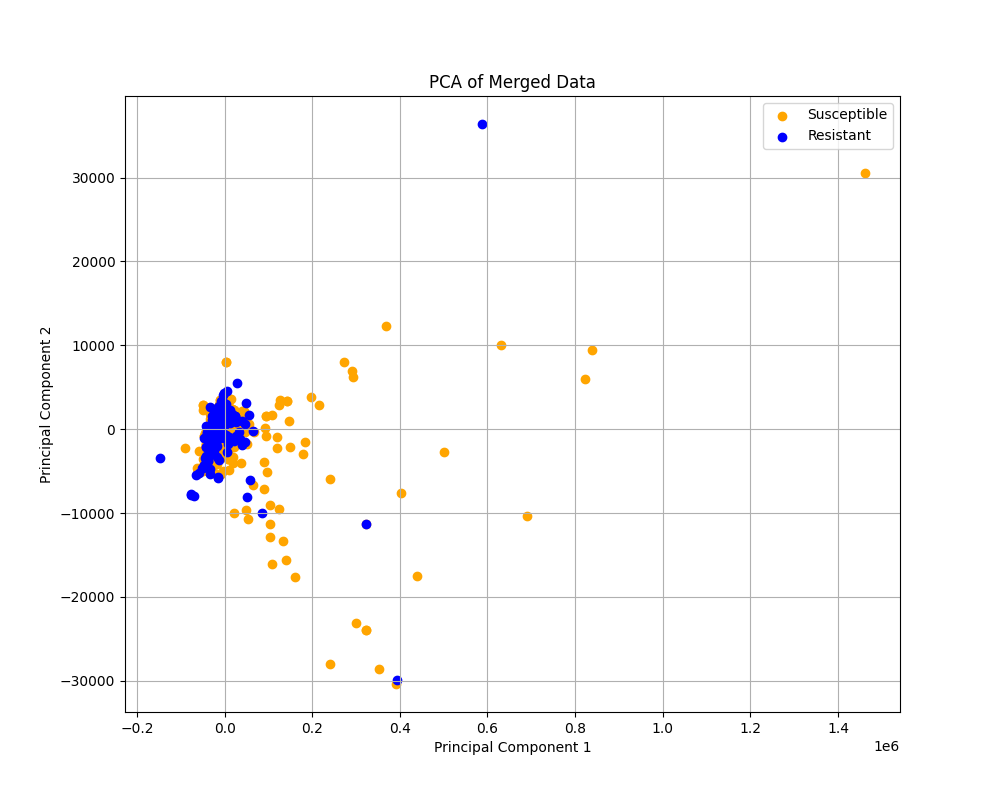 PCA of Merged Data
Susceptible
Resistant
Principal Component 2
30000
20000
10000
0
−10000
−20000
−30000
−0.2 0.0 0.2 0.4 0.6 0.8 1.0 1.2 1.4
1e6
Principal Component 1